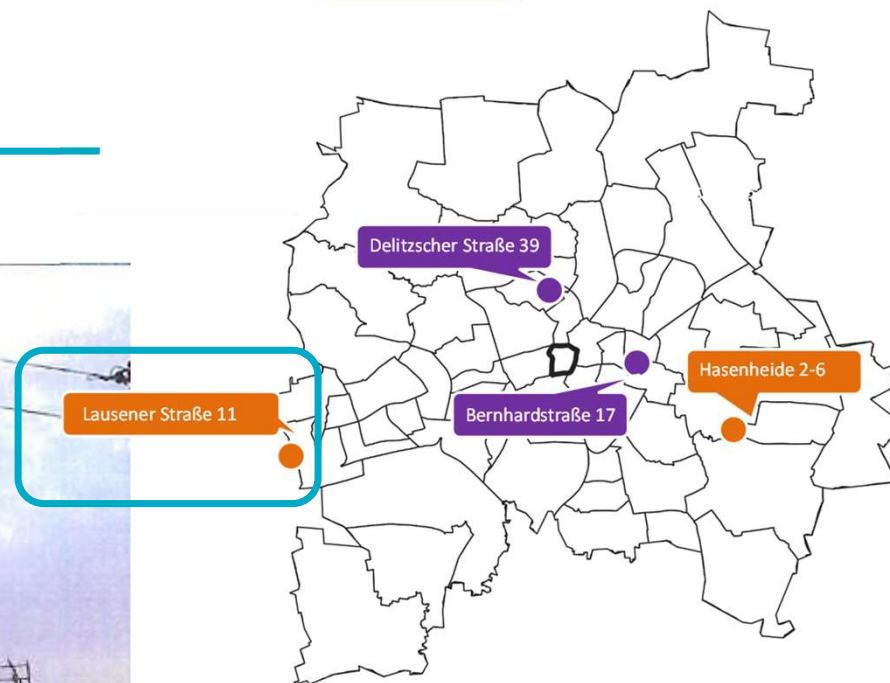 Delitzscher Straße 39
Hasenheide 2-6
Lausener Straße 11
Bernhardstraße 17